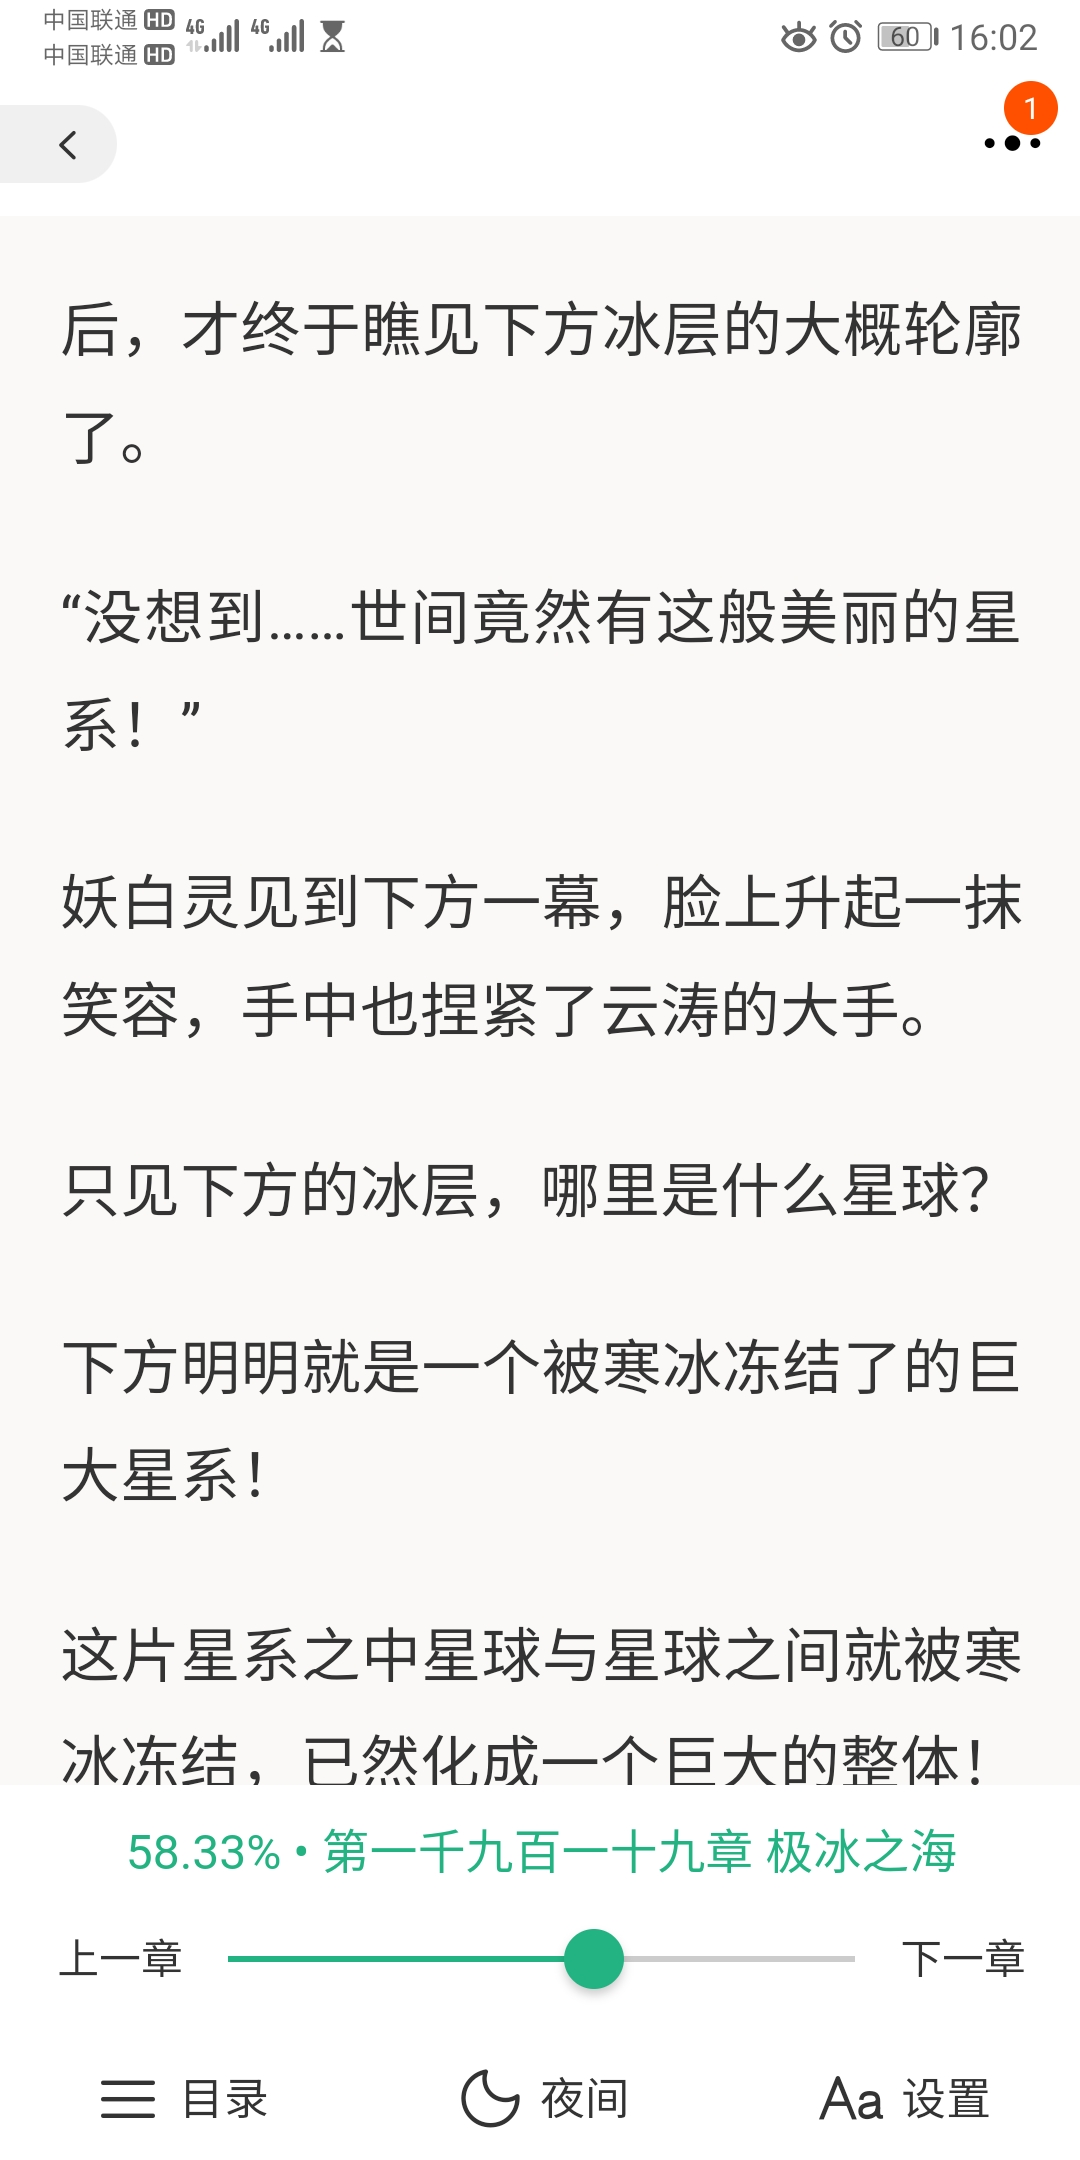 中国联通 HD 4G 4G 60 16:02
中国联通 HD
1
后，才终于瞧见下方冰层的大概轮廓
了。
“没想到……世间竟然有这般美丽的星
系！”
妖白灵见到下方一幕，脸上升起一抹
笑容，手中也捏紧了云涛的大手。
只见下方的冰层，哪里是什么星球？
下方明明就是一个被寒冰冻结了的巨
大星系！
这片星系之中星球与星球之间就被寒
冰冻结，已然化成一个巨大的整体！
58.33% • 第一千九百一十九章 极冰之海
上一章 下一章
目录 夜间 Aa 设置